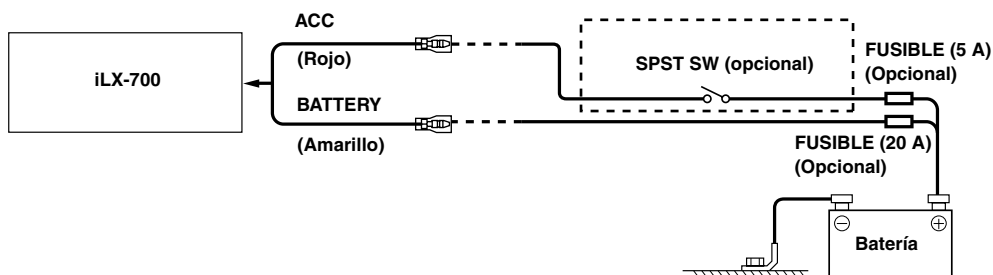 ACC
(Rojo)
iLX-700
BATTERY
(Amarillo)
SPST SW (opcional)
FUSIBLE (5 A)
(Opcional)
FUSIBLE (20 A)
(Opcional)
Batería